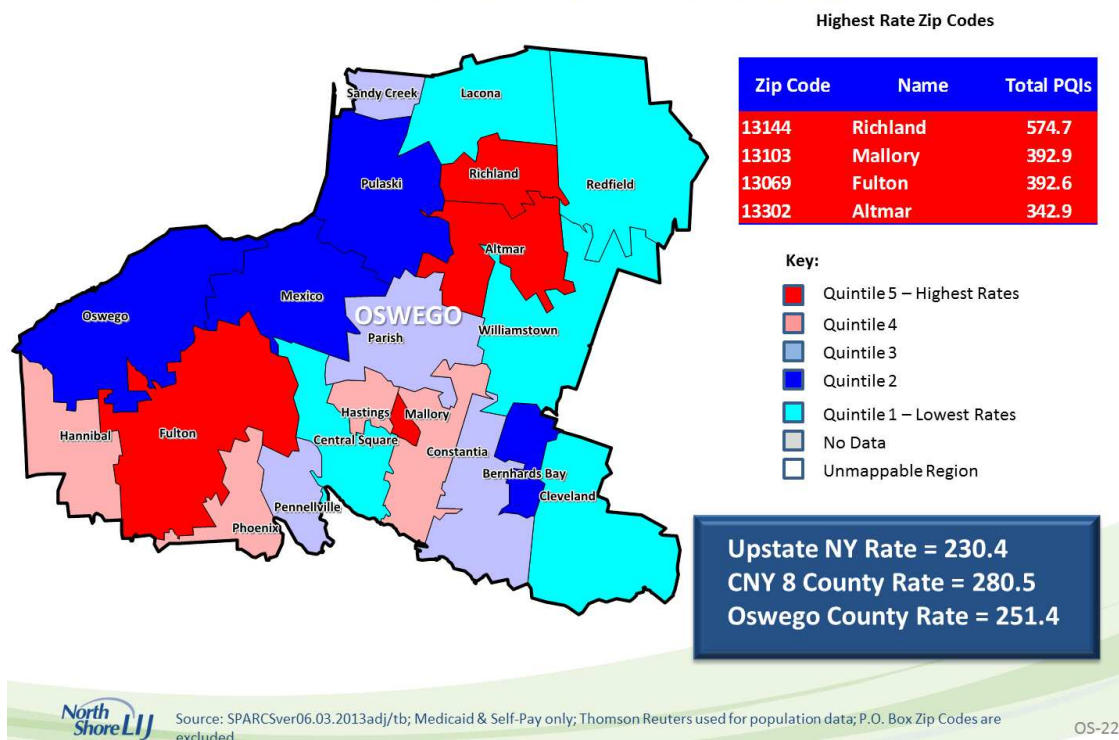 Highest Rate Zip Codes
Zip Code Name Total PQIs
13144 Richland 574.7
13103 Mallory 392.9
13069 Fulton 392.6
13302 Altmar 342.9
Sandy Creek
Lacona
Pulaski
Richland
Redfield
Altmar
Oswego
Mexico
OSWEGO
Parish
Williamstown
Hannibal
Fulton
Hastings
Mallory
Central Square
Constantia
Bernhards Bay
Cleveland
Pennellville
Phoenix
Key:
Quintile 5 – Highest Rates
Quintile 4
Quintile 3
Quintile 2
Quintile 1 – Lowest Rates
No Data
Unmappable Region
Upstate NY Rate = 230.4
CNY 8 County Rate = 280.5
Oswego County Rate = 251.4
North
Shore LIJ
Source: SPARCSver06.03.2013adj/tb; Medicaid & Self-Pay only; Thomson Reuters used for population data; P.O. Box Zip Codes are
excluded
OS-22